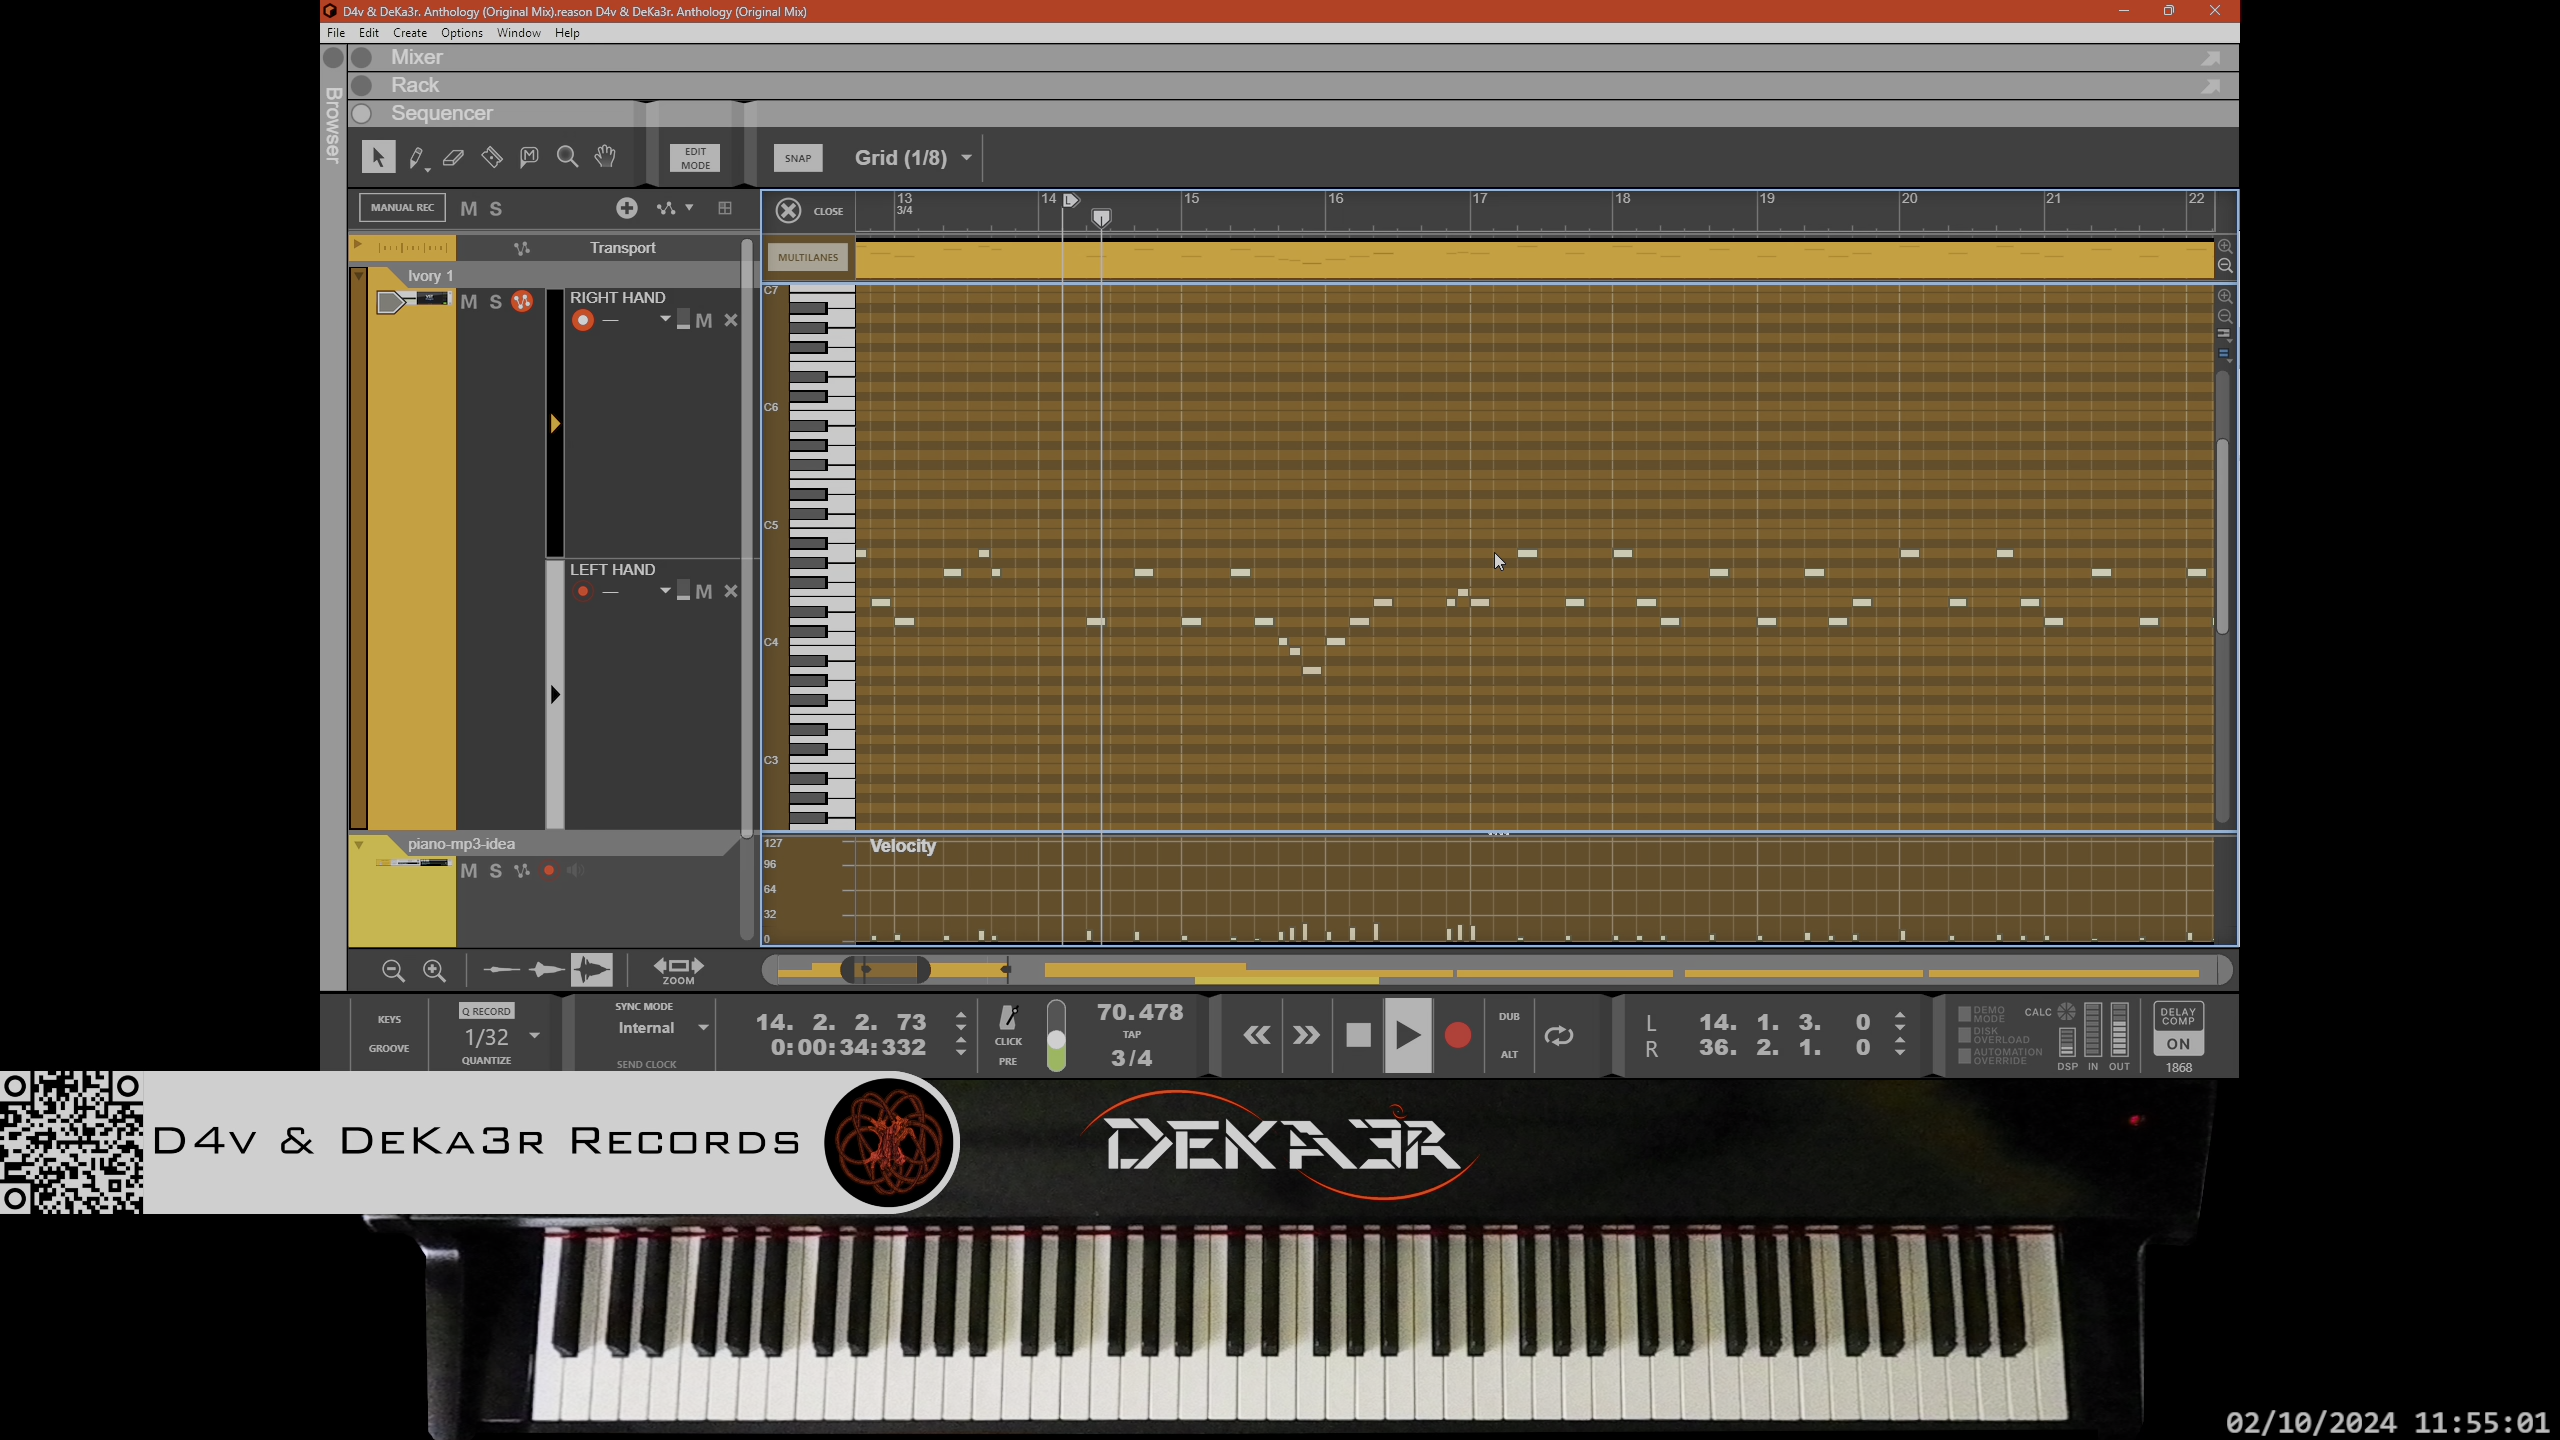 D4v & DeKa3r. Anthology (Original Mix).reason D4v & DeKa3r. Anthology (Original Mix)
File Edit Create Options Window Help
Browser
Mixer
Rack
Sequencer
EDIT MODE
SNAP
Grid (1/8)
MANUAL REC M S
CLOSE
13 14 15 16 17 18 19 20 21 22
3/4
L
Transport
MULTILANES
Ivory 1
M S
RIGHT HAND
M
LEFT HAND
M
C7
C6
C5
C4
C3
piano-mp3-idea
M S
127
96
64
32
0
Velocity
ZOOM
KEYS
GROOVE
Q RECORD
1/32
QUANTIZE
SYNC MODE
Internal
SEND CLOCK
14. 2. 2. 73
0:00:34:332
CLICK
PRE
70.478
TAP
3/4
DUB
ALT
L 14. 1. 3. 0
R 36. 2. 1. 0
DEMO MODE
DISK OVERLOAD
AUTOMATION OVERRIDE
CALC
DSP IN OUT
DELAY COMP
ON
1868
D4v & DeKa3r Records
DEKA3R
02/10/2024 11:55:01